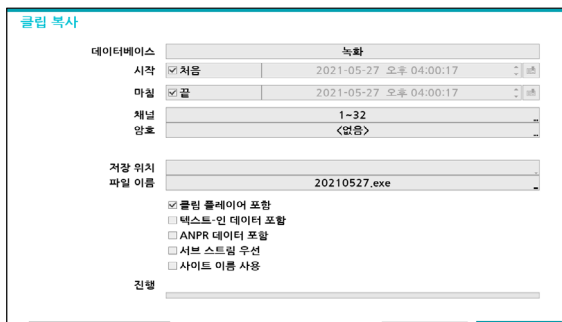 클립 복사
데이터베이스 녹화
시작 처음 2021-05-27 오후 04:00:17
마침 끝 2021-05-27 오후 04:00:17
채널 1~32 ...
암호 <없음> ...
저장 위치
파일 이름 20210527.exe ...
클립 플레이어 포함
텍스트-인 데이터 포함
ANPR 데이터 포함
서브 스트림 우선
사이트 이름 사용
진행